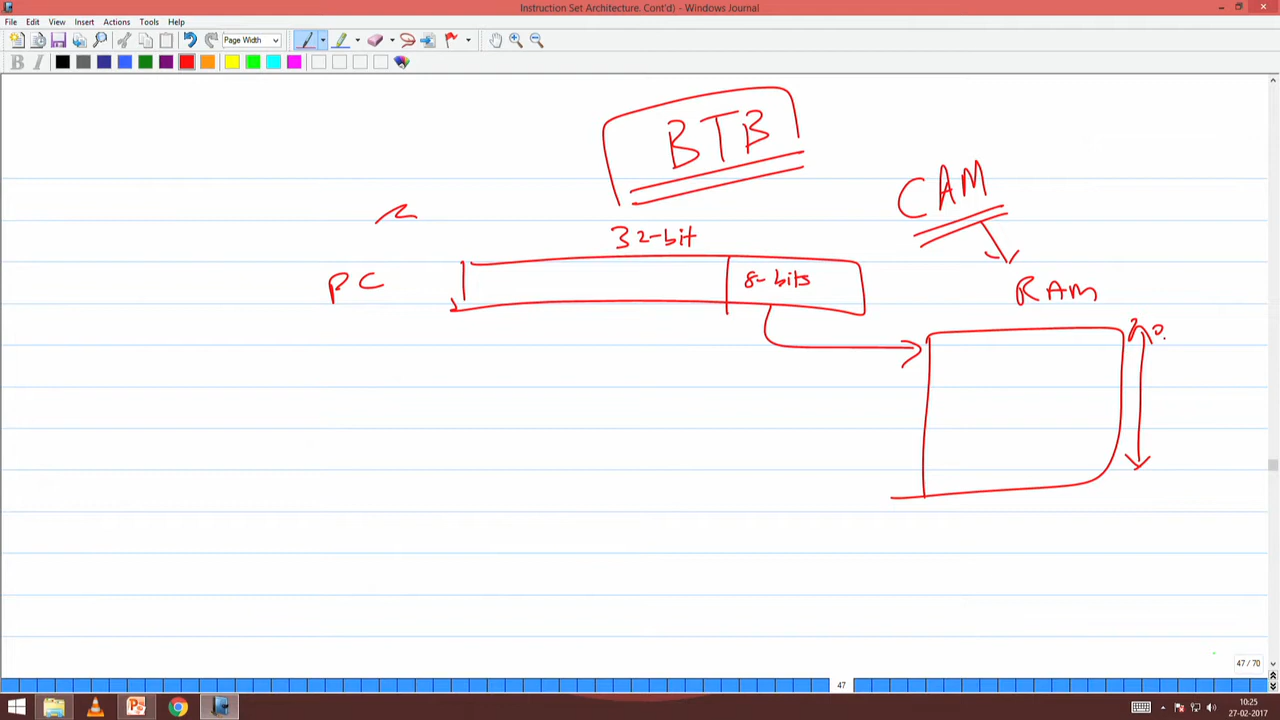 Instruction Set Architecture. Cont'd) - Windows Journal
File Edit View Insert Actions Tools Help
Page Width
B I
BTB
CAM
32-bit
PC
8-bits
RAM
47 / 70
47
10:25
27-02-2017